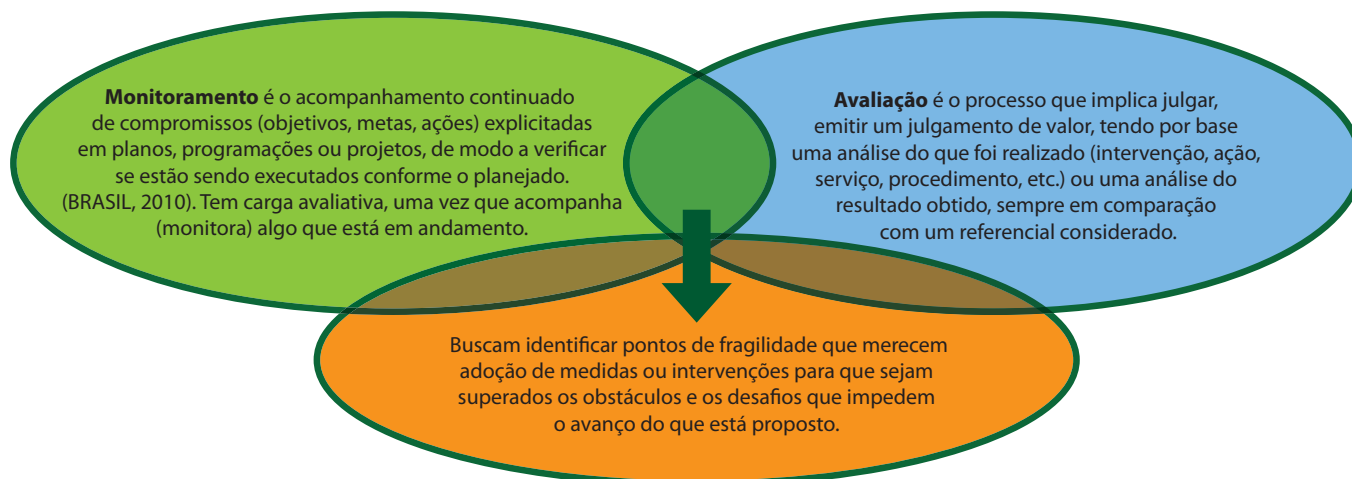 Monitoramento é o acompanhamento continuado
de compromissos (objetivos, metas, ações) explicitadas
em planos, programações ou projetos, de modo a verificar
se estão sendo executados conforme o planejado.
(BRASIL, 2010). Tem carga avaliativa, uma vez que acompanha
(monitora) algo que está em andamento.
Avaliação é o processo que implica julgar,
emitir um julgamento de valor, tendo por base
uma análise do que foi realizado (intervenção, ação,
serviço, procedimento, etc.) ou uma análise do
resultado obtido, sempre em comparação
com um referencial considerado.
Buscam identificar pontos de fragilidade que merecem
adoção de medidas ou intervenções para que sejam
superados os obstáculos e os desafios que impedem
o avanço do que está proposto.